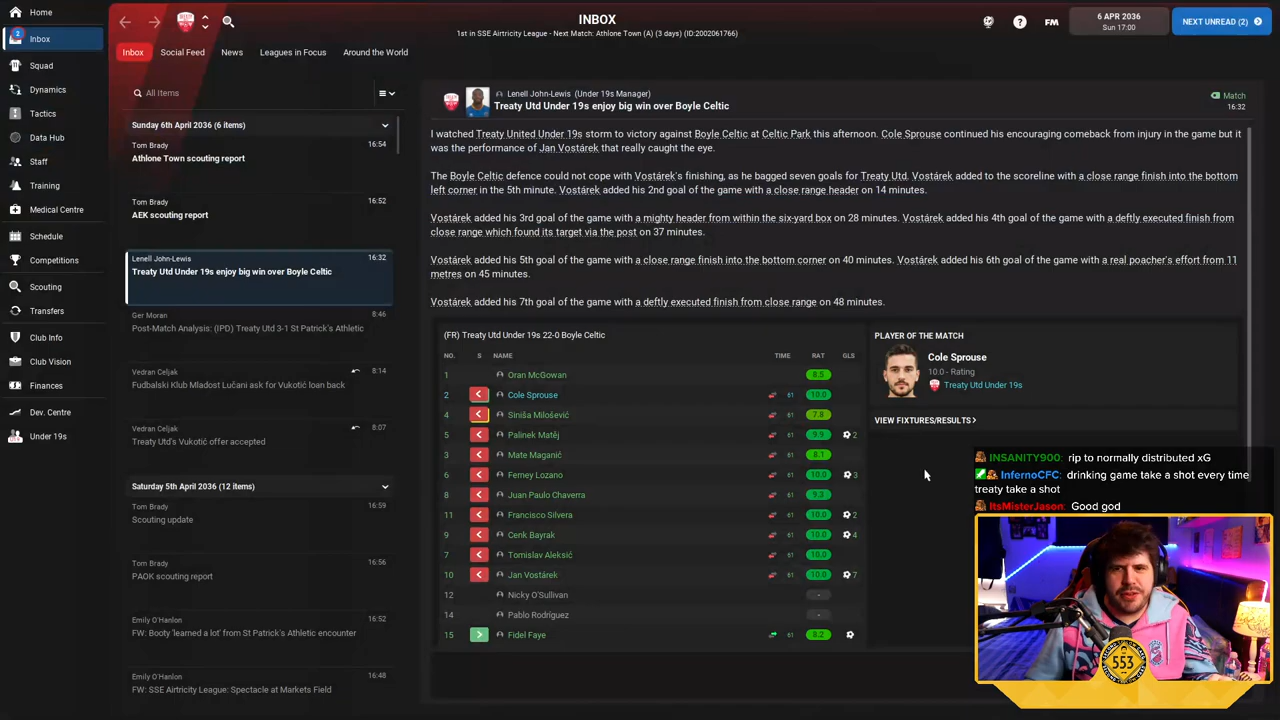 Home
Inbox
2
Squad
Dynamics
Tactics
Data Hub
Staff
Training
Medical Centre
Schedule
Competitions
Scouting
Transfers
Club Info
Club Vision
Finances
Dev. Centre
Under 19s
INBOX
1st in SSE Airtricity League - Next Match: Athlone Town (A) (3 days) (ID:2002061766)
FM
6 APR 2036
Sun 17:00
NEXT UNREAD (2)
Inbox
Social Feed
News
Leagues in Focus
Around the World
All Items
Sunday 6th April 2036 (6 items)
Tom Brady 16:54
Athlone Town scouting report
Tom Brady 16:52
AEK scouting report
Lenell John-Lewis 16:32
Treaty Utd Under 19s enjoy big win over Boyle Celtic
Ger Moran 8:46
Post-Match Analysis: (IPD) Treaty Utd 3-1 St Patrick's Athletic
Vedran Celjak 8:14
Fudbalski Klub Mladost Lučani ask for Vukotić loan back
Vedran Celjak 8:07
Treaty Utd's Vukotić offer accepted
Saturday 5th April 2036 (12 items)
Tom Brady 16:59
Scouting update
Tom Brady 16:56
PAOK scouting report
Emily O'Hanlon 16:52
FW: Booty 'learned a lot' from St Patrick's Athletic encounter
Emily O'Hanlon 16:48
FW: SSE Airtricity League: Spectacle at Markets Field
Lenell John-Lewis (Under 19s Manager)
Treaty Utd Under 19s enjoy big win over Boyle Celtic
Match
16:32
I watched Treaty United Under 19s storm to victory against Boyle Celtic at Celtic Park this afternoon. Cole Sprouse continued his encouraging comeback from injury in the game but it
was the performance of Jan Vostárek that really caught the eye.
The Boyle Celtic defence could not cope with Vostárek's finishing, as he bagged seven goals for Treaty Utd. Vostárek added to the scoreline with a close range finish into the bottom
left corner in the 5th minute. Vostárek added his 2nd goal of the game with a close range header on 14 minutes.
Vostárek added his 3rd goal of the game with a mighty header from within the six-yard box on 28 minutes. Vostárek added his 4th goal of the game with a deftly executed finish from
close range which found its target via the post on 37 minutes.
Vostárek added his 5th goal of the game with a close range finish into the bottom corner on 40 minutes. Vostárek added his 6th goal of the game with a real poacher's effort from 11
metres on 45 minutes.
Vostárek added his 7th goal of the game with a deftly executed finish from close range on 48 minutes.
(FR) Treaty Utd Under 19s 22-0 Boyle Celtic
NO. S NAME TIME RAT GLS
1 Oran McGowan 8.5
2 Cole Sprouse 61 10.0
4 Siniša Milošević 61 7.8
5 Palinek Matěj 61 9.9 2
3 Mate Maganić 61 8.1
6 Ferney Lozano 61 10.0 3
8 Juan Paulo Chaverra 61 9.3
11 Francisco Silvera 61 10.0 2
9 Cenk Bayrak 61 10.0 4
7 Tomislav Aleksić 61 10.0
10 Jan Vostárek 61 10.0 7
12 Nicky O'Sullivan -
14 Pablo Rodríguez -
15 Fidel Faye 61 8.2
PLAYER OF THE MATCH
Cole Sprouse
10.0 - Rating
Treaty Utd Under 19s
VIEW FIXTURES/RESULTS >
INSANITY900: rip to normally distributed xG
InfernoCFC: drinking game take a shot every time
treaty take a shot
ItsMisterJason: Good god
553